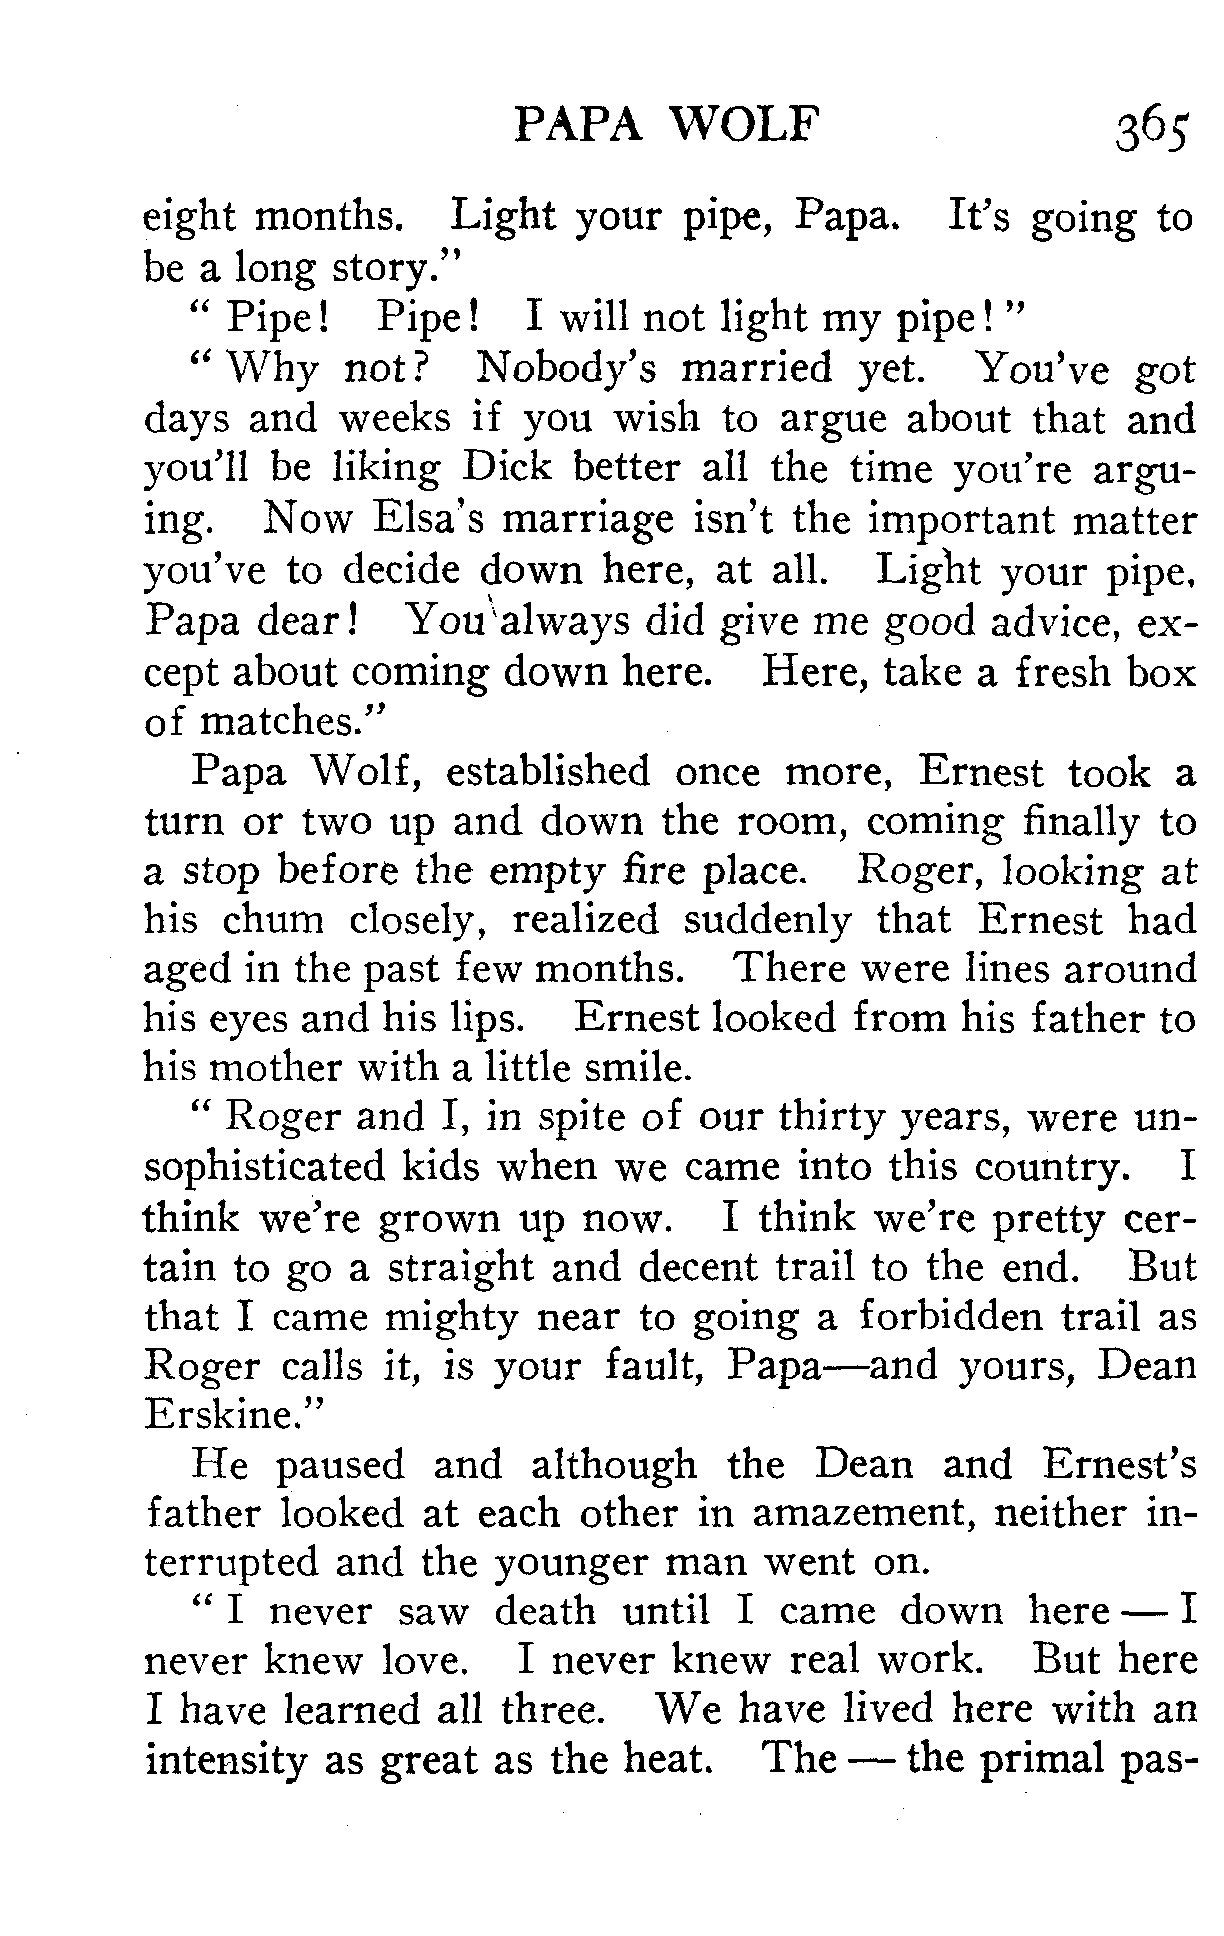 PAPA WOLF 365
eight months. Light your pipe, Papa. It's going to
be a long story."
" Pipe! Pipe! I will not light my pipe! "
" Why not? Nobody's married yet. You've got
days and weeks if you wish to argue about that and
you'll be liking Dick better all the time you're argu-
ing. Now Elsa's marriage isn't the important matter
you've to decide down here, at all. Light your pipe,
Papa dear! You always did give me good advice, ex-
cept about coming down here. Here, take a fresh box
of matches."
Papa Wolf, established once more, Ernest took a
turn or two up and down the room, coming finally to
a stop before the empty fire place. Roger, looking at
his chum closely, realized suddenly that Ernest had
aged in the past few months. There were lines around
his eyes and his lips. Ernest looked from his father to
his mother with a little smile.
" Roger and I, in spite of our thirty years, were un-
sophisticated kids when we came into this country. I
think we're grown up now. I think we're pretty cer-
tain to go a straight and decent trail to the end. But
that I came mighty near to going a forbidden trail as
Roger calls it, is your fault, Papa—and yours, Dean
Erskine."
He paused and although the Dean and Ernest's
father looked at each other in amazement, neither in-
terrupted and the younger man went on.
" I never saw death until I came down here — I
never knew love. I never knew real work. But here
I have learned all three. We have lived here with an
intensity as great as the heat. The — the primal pas-